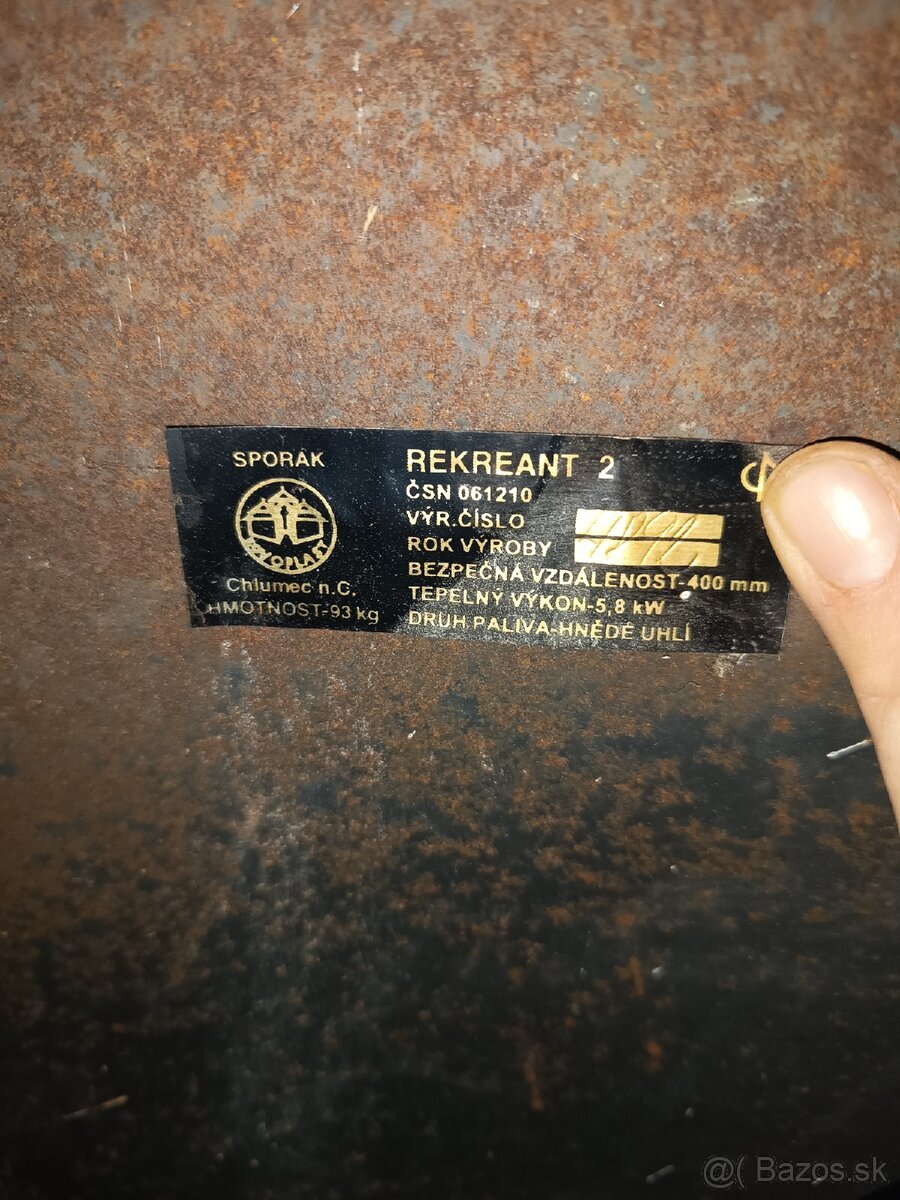 SPORÁK
Chlumec n.C.
HMOTNOST-93 kg
REKREANT 2
ČSN 061210
VÝR.ČÍSLO
ROK VÝROBY
BEZPEČNÁ VZDÁLENOST-400 mm
TEPELNÝ VÝKON-5,8 kW
DRUH PALIVA-HNĚDÉ UHLÍ
@( Bazos.sk